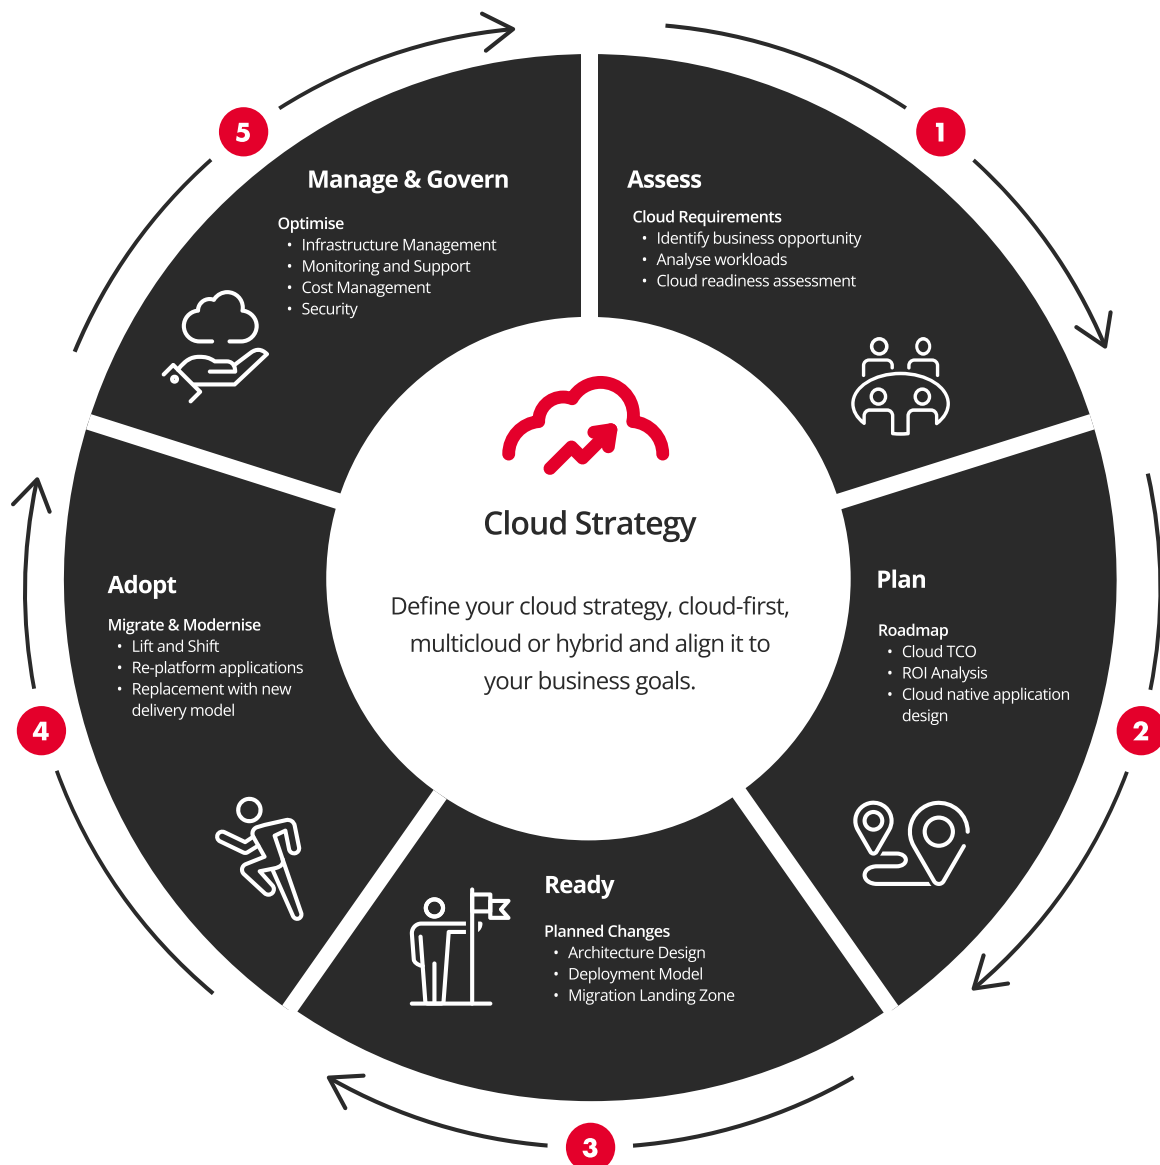 Cloud Strategy
Define your cloud strategy, cloud-first,
multicloud or hybrid and align it to
your business goals.
1
Assess
Cloud Requirements
• Identify business opportunity
• Analyse workloads
• Cloud readiness assessment
2
Plan
Roadmap
• Cloud TCO
• ROI Analysis
• Cloud native application
design
3
Ready
Planned Changes
• Architecture Design
• Deployment Model
• Migration Landing Zone
4
Adopt
Migrate & Modernise
• Lift and Shift
• Re-platform applications
• Replacement with new
delivery model
5
Manage & Govern
Optimise
• Infrastructure Management
• Monitoring and Support
• Cost Management
• Security